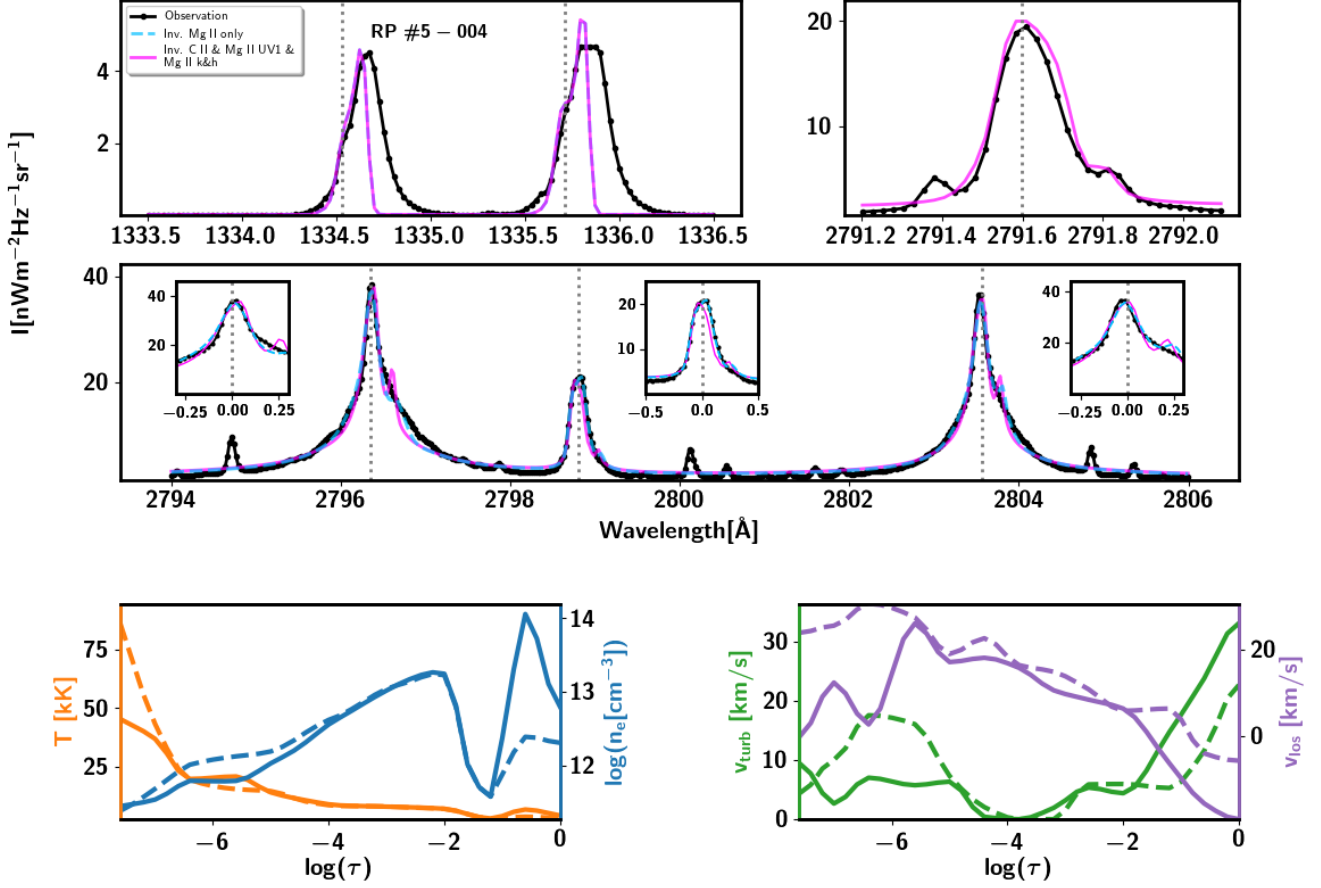 Observation
Inv. Mg II only
Inv. C II & Mg II UV1 &
Mg II k&h
RP #5 − 004
4
2
1333.5 1334.0 1334.5 1335.0 1335.5 1336.0 1336.5
20
10
2791.2 2791.4 2791.6 2791.8 2792.0
I[nWm⁻²Hz⁻¹sr⁻¹]
40
20
40
20
−0.25 0.00 0.25
20
10
−0.5 0.0 0.5
40
20
−0.25 0.00 0.25
2794 2796 2798 2800 2802 2804 2806
Wavelength[Å]
T [kK]
75
50
25
−6 −4 −2 0
log(τ)
14
13
12
log(nₑ[cm⁻³])
v_turb [km/s]
30
20
10
0
−6 −4 −2 0
log(τ)
20
0
v_los [km/s]